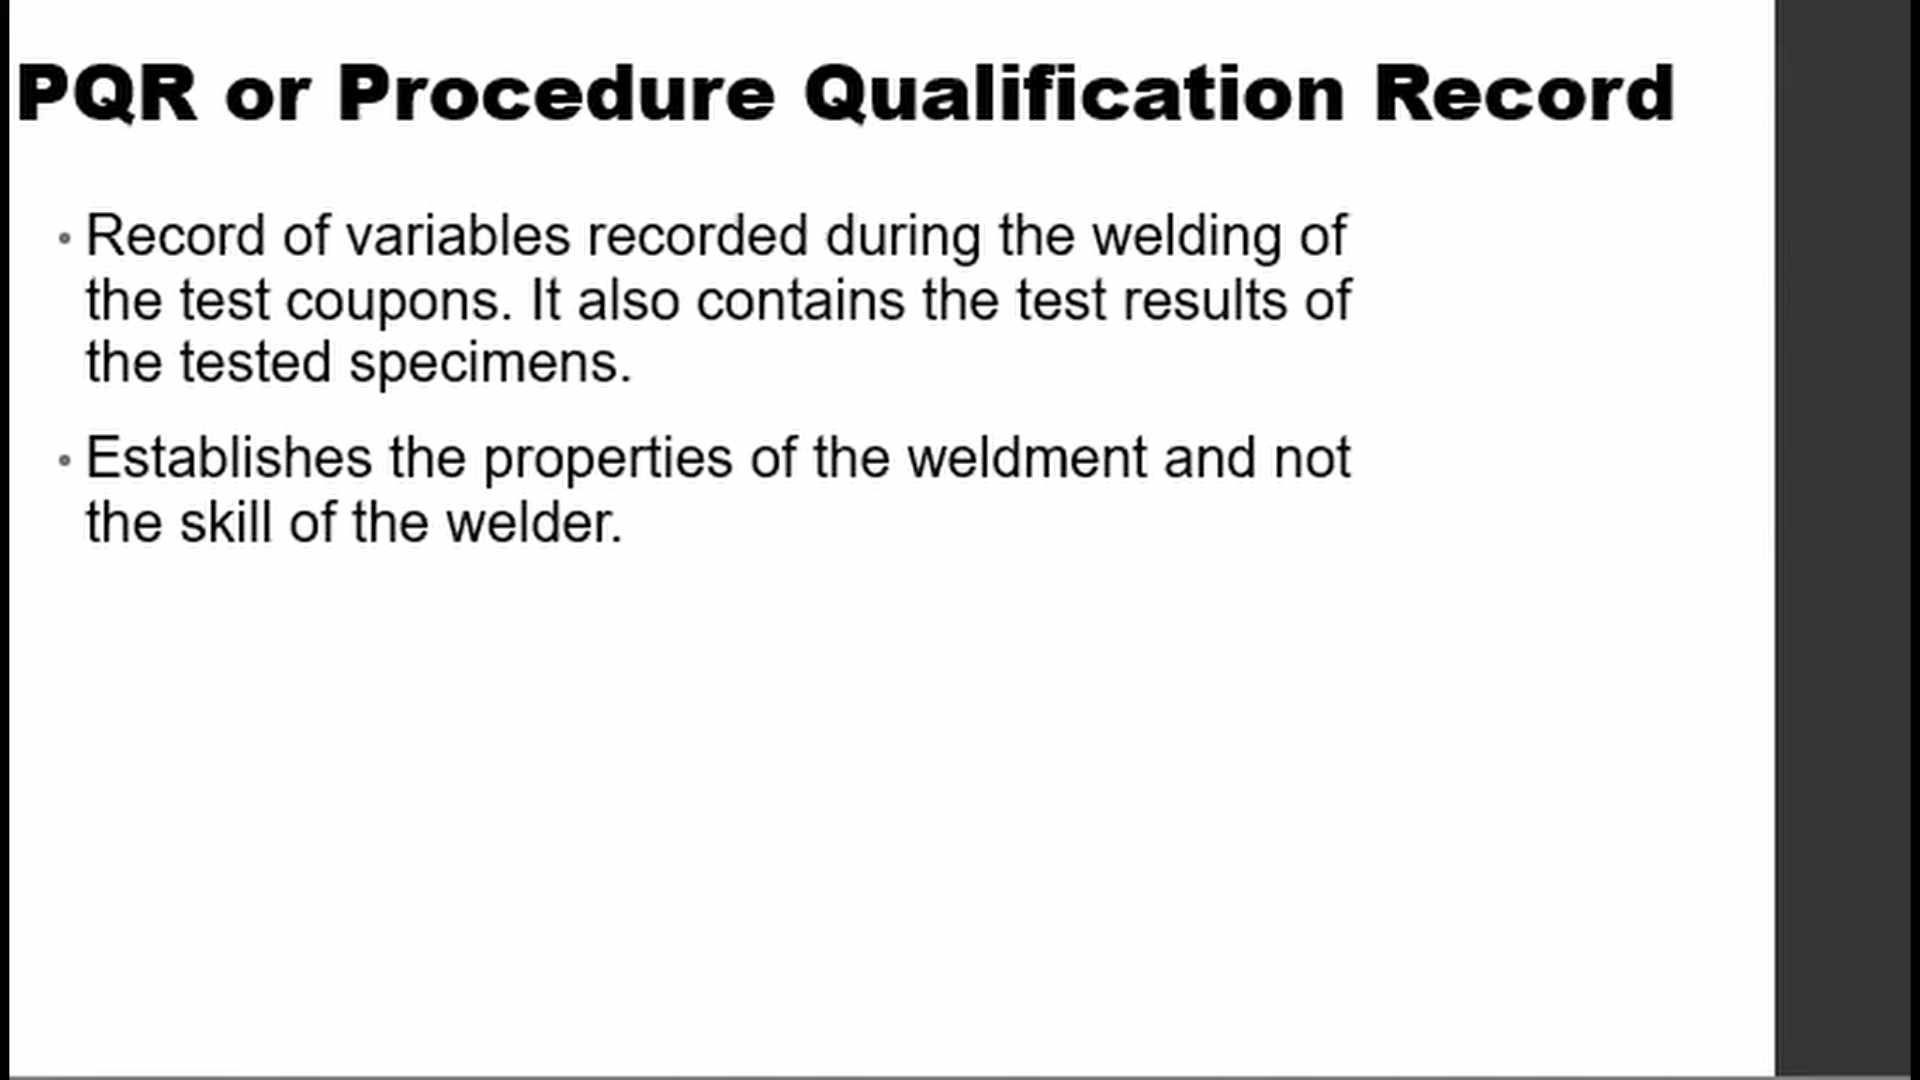 PQR or Procedure Qualification Record
• Record of variables recorded during the welding of
the test coupons. It also contains the test results of
the tested specimens.
• Establishes the properties of the weldment and not
the skill of the welder.